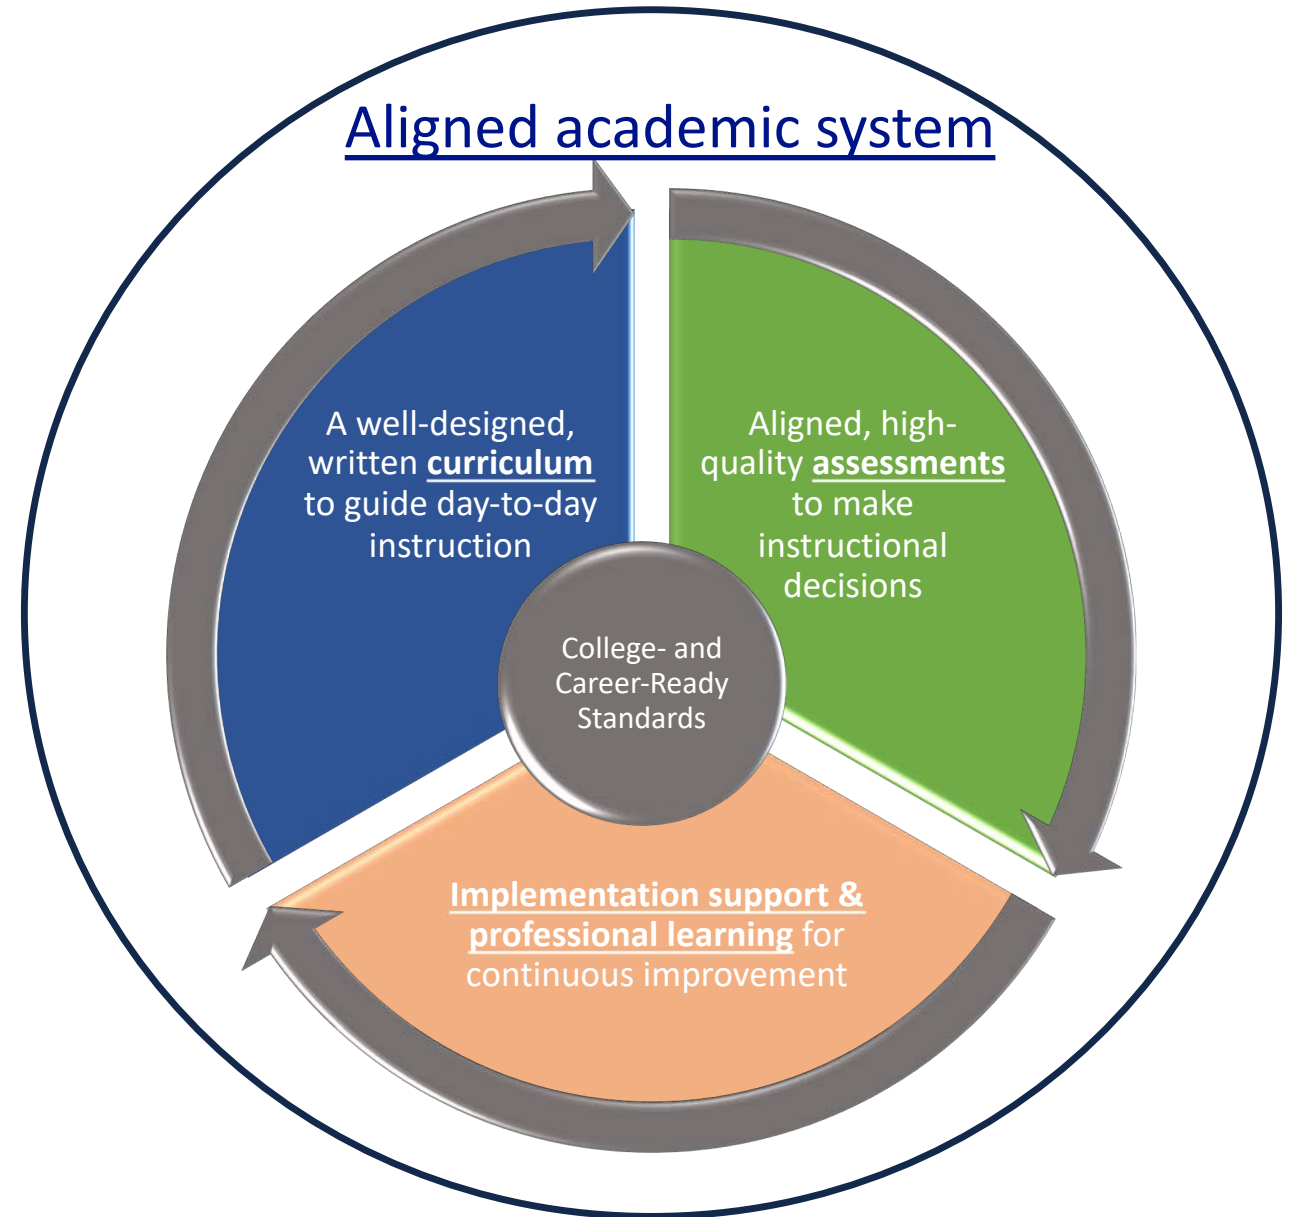 Aligned academic system
A well-designed,
written curriculum
to guide day-to-day
instruction
Aligned, high-
quality assessments
to make
instructional
decisions
College- and
Career-Ready
Standards
Implementation support &
professional learning for
continuous improvement